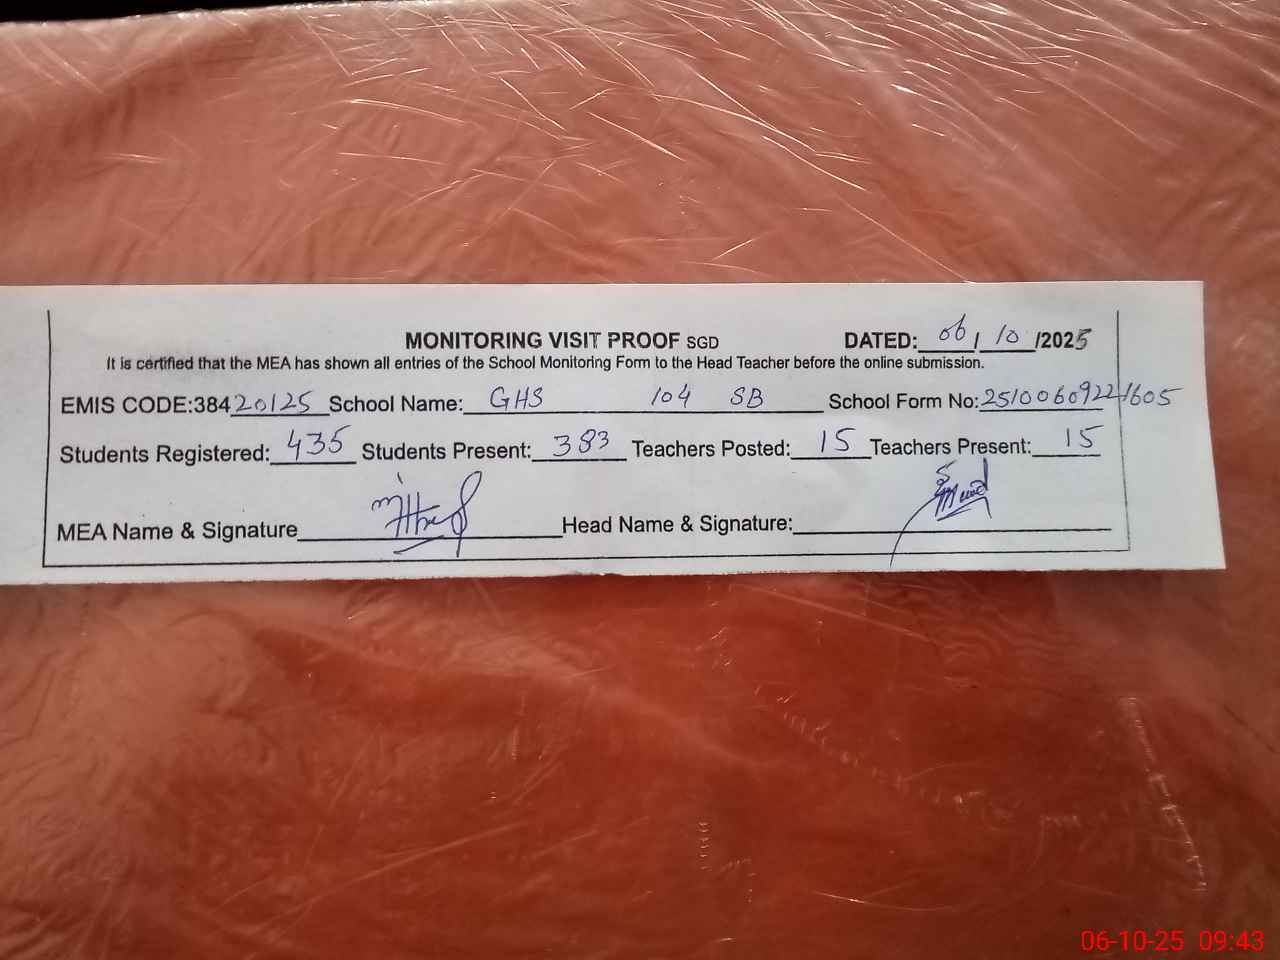 MONITORING VISIT PROOF SGD DATED: 06/10/2025
It is certified that the MEA has shown all entries of the School Monitoring Form to the Head Teacher before the online submission.
EMIS CODE:38420125 School Name: GHS 104 SB School Form No: 25100609221605
Students Registered: 435 Students Present: 383 Teachers Posted: 15 Teachers Present: 15
MEA Name & Signature Head Name & Signature:
06-10-25 09:43